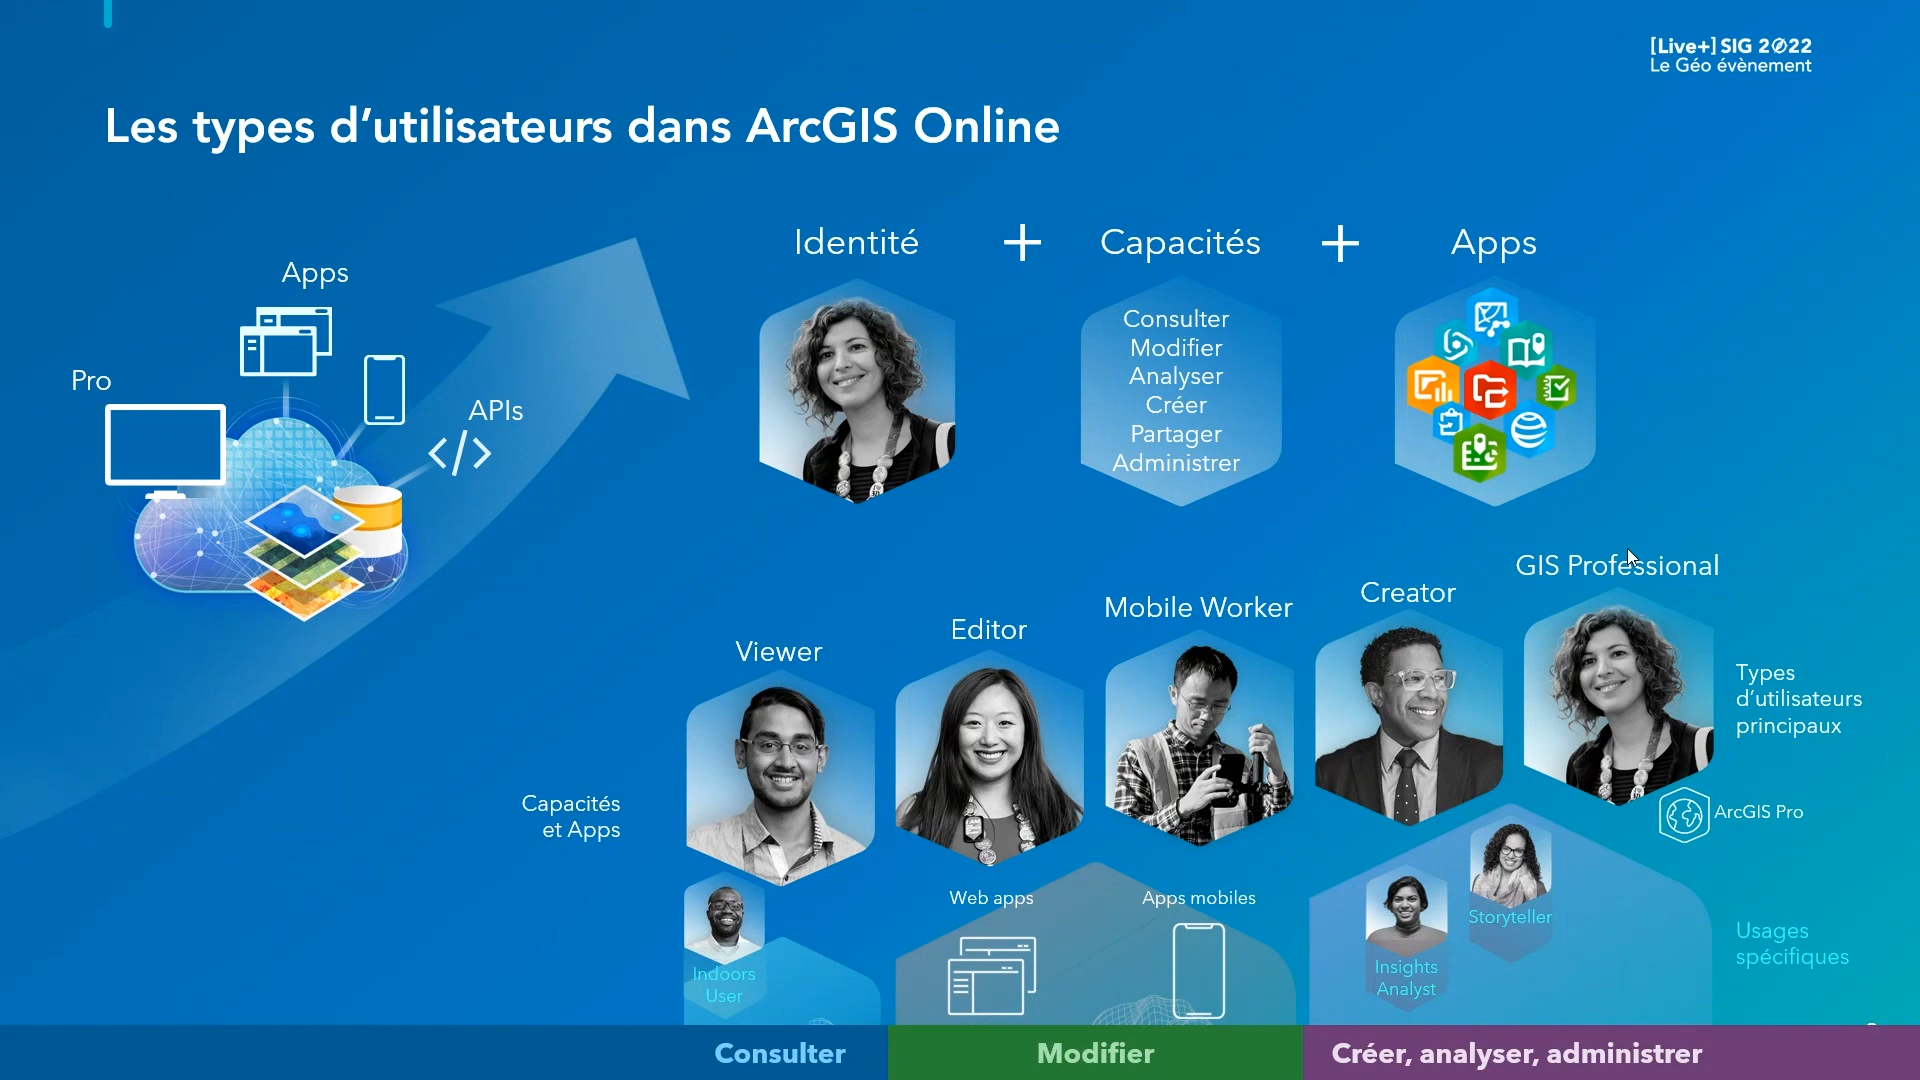 [Live+] SIG 2022
Le Géo évènement
Les types d’utilisateurs dans ArcGIS Online
Apps
Pro
APIs
</>
Identité + Capacités + Apps
Consulter
Modifier
Analyser
Créer
Partager
Administrer
Viewer
Editor
Mobile Worker
Creator
GIS Professional
Types
d’utilisateurs
principaux
ArcGIS Pro
Capacités
et Apps
Web apps
Apps mobiles
Storyteller
Insights
Analyst
Indoors
User
Usages
spécifiques
Consulter
Modifier
Créer, analyser, administrer